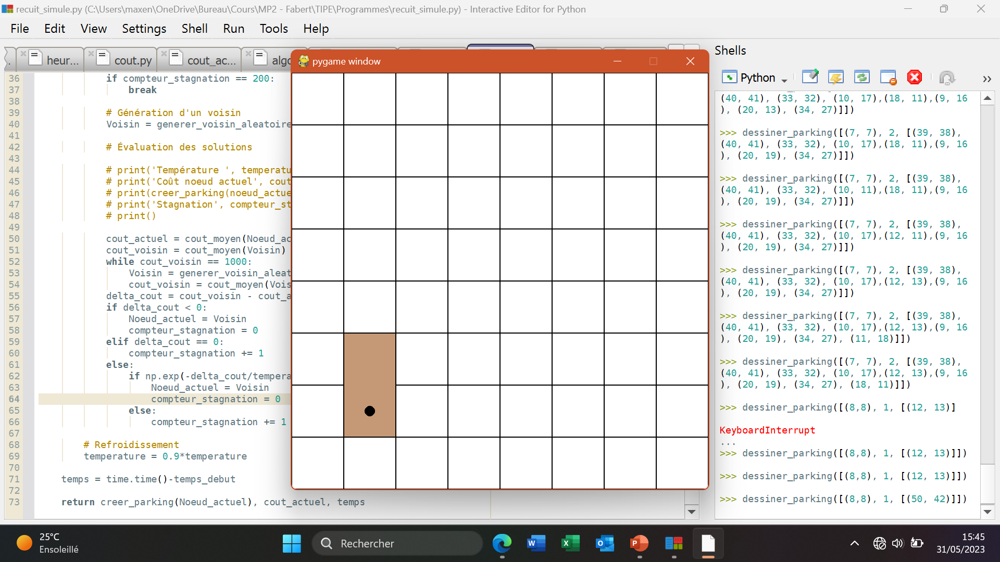 recuit_simule.py (C:\Users\maxen\OneDrive\Bureau\Cours\MP2 - Fabert\TIPE\Programmes\recuit_simule.py) - Interactive Editor for Python
File Edit View Settings Shell Run Tools Help
heur... cout.py cout_ac... algo
pygame window
36 if compteur_stagnation == 200:
37 break
38
39 # Génération d'un voisin
40 Voisin = generer_voisin_aleatoire
41
42 # Évaluation des solutions
43
44 # print('Température ', temperatu
45 # print('Coût noeud actuel', cout
46 # print(creer_parking(noeud_actue
47 # print('Stagnation', compteur_st
48 # print()
49
50 cout_actuel = cout_moyen(Noeud_ac
51 cout_voisin = cout_moyen(Voisin)
52 while cout_voisin == 1000:
53 Voisin = generer_voisin_aleat
54 cout_voisin = cout_moyen(Vois
55 delta_cout = cout_voisin - cout_a
56 if delta_cout < 0:
57 Noeud_actuel = Voisin
58 compteur_stagnation = 0
59 elif delta_cout == 0:
60 compteur_stagnation += 1
61 else:
62 if np.exp(-delta_cout/tempera
63 Noeud_actuel = Voisin
64 compteur_stagnation = 0
65 else:
66 compteur_stagnation += 1
67
68 # Refroidissement
69 temperature = 0.9*temperature
70
71 temps = time.time()-temps_debut
72
73 return creer_parking(Noeud_actuel), cout_actuel, temps
Shells
Python
(40, 41), (33, 32), (10, 17),(18, 11),(9, 16
), (20, 13), (34, 27)]])
>>> dessiner_parking([(7, 7), 2, [(39, 38),
(40, 41), (33, 32), (10, 17),(18, 11),(9, 16
), (20, 19), (34, 27)]])
>>> dessiner_parking([(7, 7), 2, [(39, 38),
(40, 41), (33, 32), (10, 11),(18, 11),(9, 16
), (20, 19), (34, 27)]])
>>> dessiner_parking([(7, 7), 2, [(39, 38),
(40, 41), (33, 32), (10, 17),(12, 11),(9, 16
), (20, 19), (34, 27)]])
>>> dessiner_parking([(7, 7), 2, [(39, 38),
(40, 41), (33, 32), (10, 17),(12, 13),(9, 16
), (20, 19), (34, 27)]])
>>> dessiner_parking([(7, 7), 2, [(39, 38),
(40, 41), (33, 32), (10, 17),(12, 13),(9, 16
), (20, 19), (34, 27), (11, 18)]])
>>> dessiner_parking([(7, 7), 2, [(39, 38),
(40, 41), (33, 32), (10, 17),(12, 13),(9, 16
), (20, 19), (34, 27), (18, 11)]])
>>> dessiner_parking([(8,8), 1, [(12, 13)]
KeyboardInterrupt
...
>>> dessiner_parking([(8,8), 1, [(12, 13)]])
>>> dessiner_parking([(8,8), 1, [(12, 13)]])
>>> dessiner_parking([(8,8), 1, [(50, 42)]])
25°C
Ensoleillé
Rechercher
15:45
31/05/2023